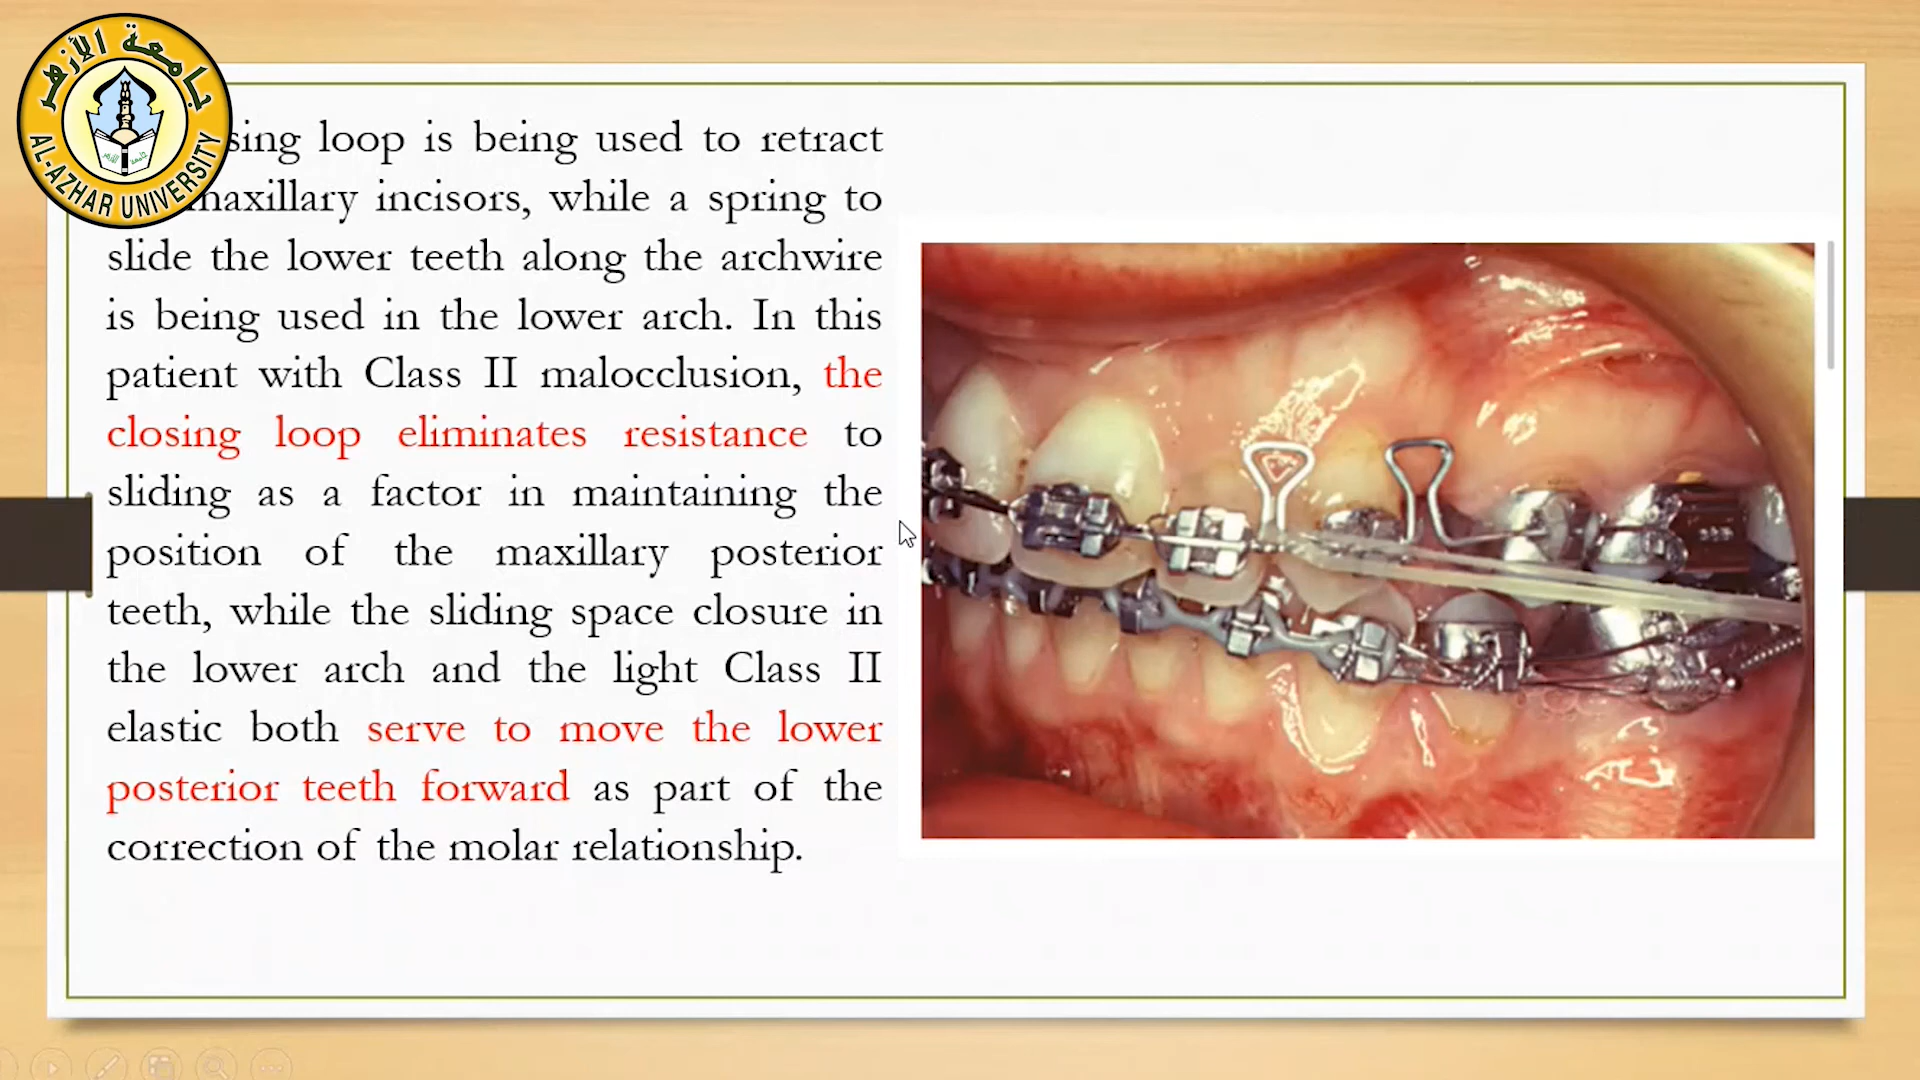 جامعة الأزهر
AL-AZHAR UNIVERSITY
sing loop is being used to retract
maxillary incisors, while a spring to
slide the lower teeth along the archwire
is being used in the lower arch. In this
patient with Class II malocclusion, the
closing loop eliminates resistance to
sliding as a factor in maintaining the
position of the maxillary posterior
teeth, while the sliding space closure in
the lower arch and the light Class II
elastic both serve to move the lower
posterior teeth forward as part of the
correction of the molar relationship.